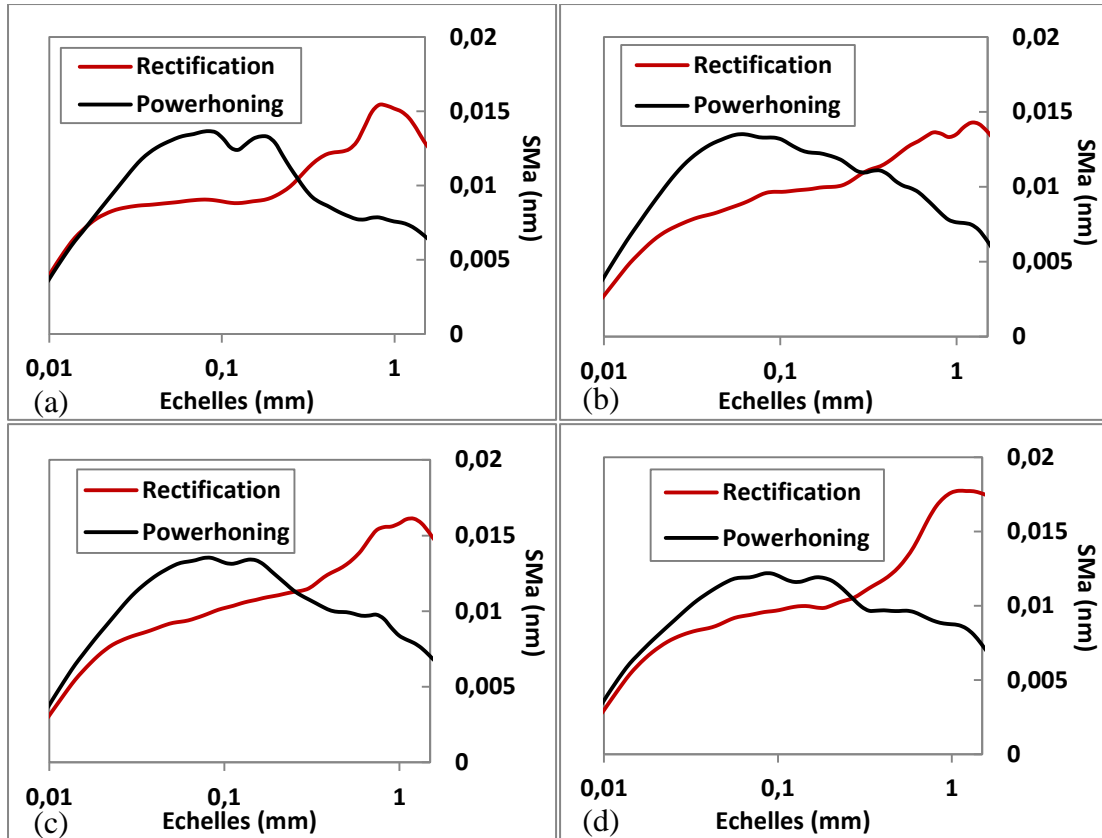 Rectification
Powerhoning
0,02
0,015
0,01
0,005
0
SMa (nm)
0,01
0,1
1
Echelles (mm)
(a)
Rectification
Powerhoning
0,02
0,015
0,01
0,005
0
SMa (nm)
0,01
0,1
1
Echelles (mm)
(b)
Rectification
Powerhoning
0,02
0,015
0,01
0,005
0
SMa (nm)
0,01
0,1
1
Echelles (mm)
(c)
Rectification
Powerhoning
0,02
0,015
0,01
0,005
0
SMa (nm)
0,01
0,1
1
Echelles (mm)
(d)